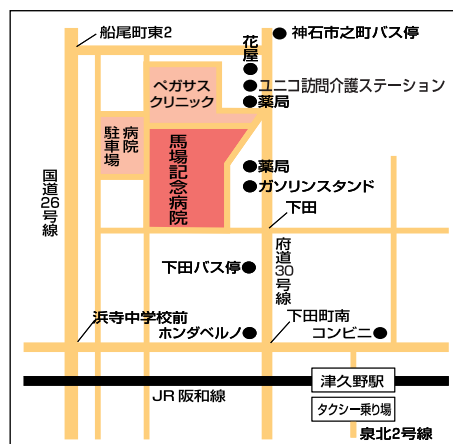 船尾町東2
花屋
神石市之町バス停
ペガサス
クリニック
ユニコ訪問介護ステーション
薬局
病院
駐車場
馬場記念病院
薬局
ガソリンスタンド
国道26号線
下田
下田バス停
府道30号線
浜寺中学校前
ホンダベルノ
下田町南
コンビニ
JR阪和線
津久野駅
タクシー乗り場
泉北2号線